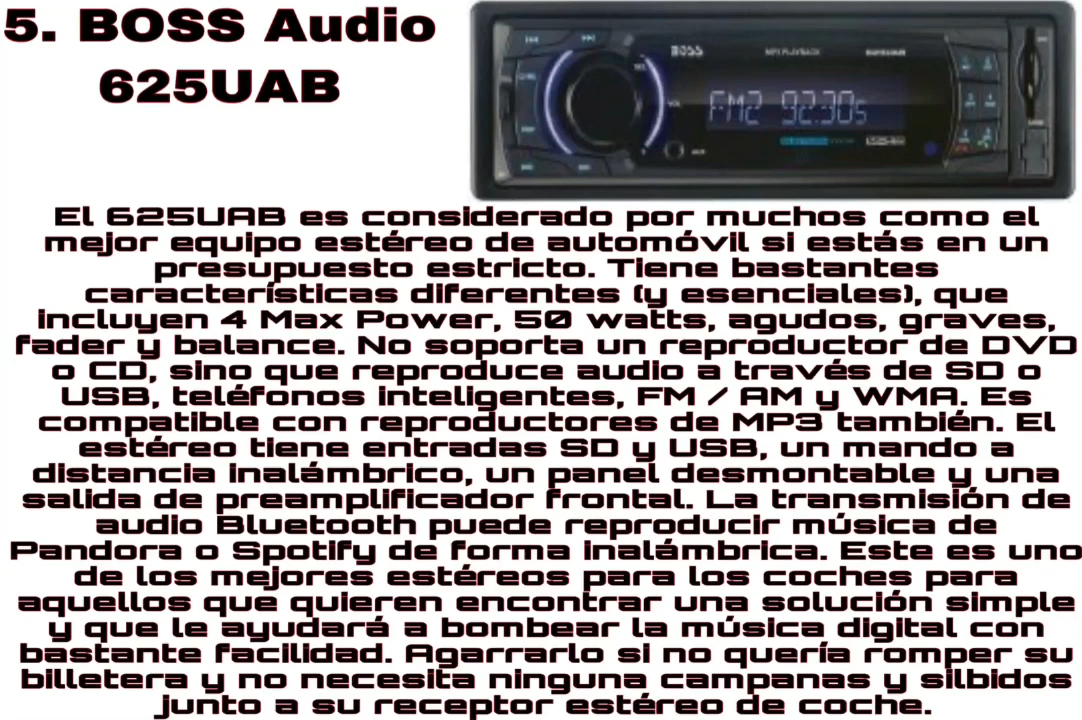 5. BOSS Audio
625UAB
BOSS
MP3 PLAYBACK
FM2 92.30s
VOL
AUX
El 625UAB es considerado por muchos como el
mejor equipo estéreo de automóvil si estás en un
presupuesto estricto. Tiene bastantes
características diferentes (y esenciales), que
incluyen 4 Max Power, 50 watts, agudos, graves,
fader y balance. No soporta un reproductor de DVD
o CD, sino que reproduce audio a través de SD o
USB, teléfonos inteligentes, FM / AM y WMA. Es
compatible con reproductores de MP3 también. El
estéreo tiene entradas SD y USB, un mando a
distancia inalámbrico, un panel desmontable y una
salida de preamplificador frontal. La transmisión de
audio Bluetooth puede reproducir música de
Pandora o Spotify de forma inalámbrica. Este es uno
de los mejores estéreos para los coches para
aquellos que quieren encontrar una solución simple
y que le ayudará a bombear la música digital con
bastante facilidad. Agarrarlo si no quería romper su
billetera y no necesita ninguna campanas y silbidos
junto a su receptor estéreo de coche.